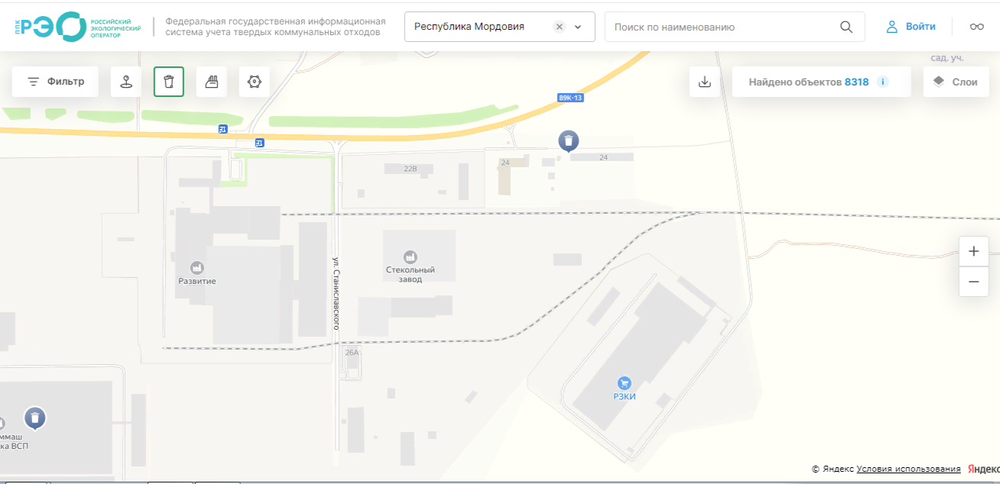 ППК РЭО РОССИЙСКИЙ
ЭКОЛОГИЧЕСКИЙ
ОПЕРАТОР
Федеральная государственная информационная
система учета твердых коммунальных отходов
Республика Мордовия
Поиск по наименованию
Войти
сад. уч.
Фильтр
Найдено объектов 8318 i
Слои
89К-13
22В
24
24
Стекольный
завод
Развитие
ул. Станиславского
26А
РЗКИ
ммаш
ка ВСП
© Яндекс Условия использования Яндекс